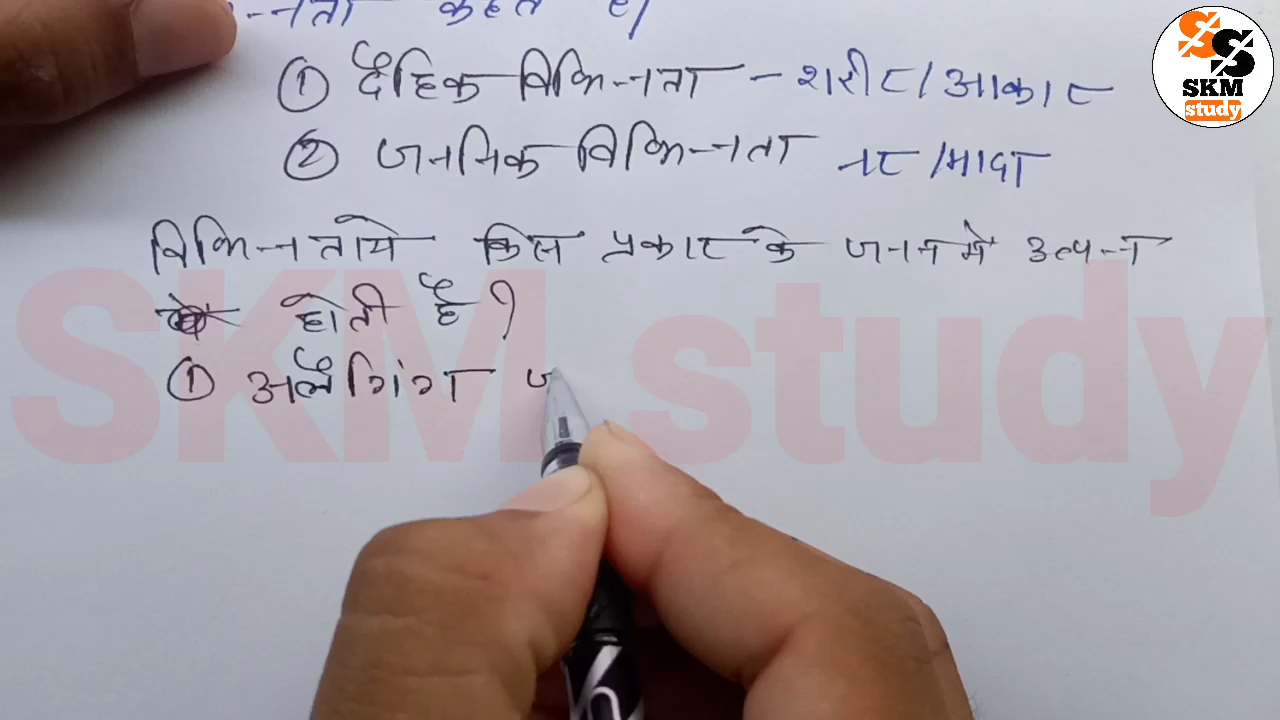 कहते है।
① दैहिक विभिन्नता - शरीर / आकार
② जननिक विभिन्नता नर / मादा
विभिन्नताये किस प्रकार के जनन मे उत्पन्न
होती है ?
① अलैगिंग ज
SKM study
SKM
study